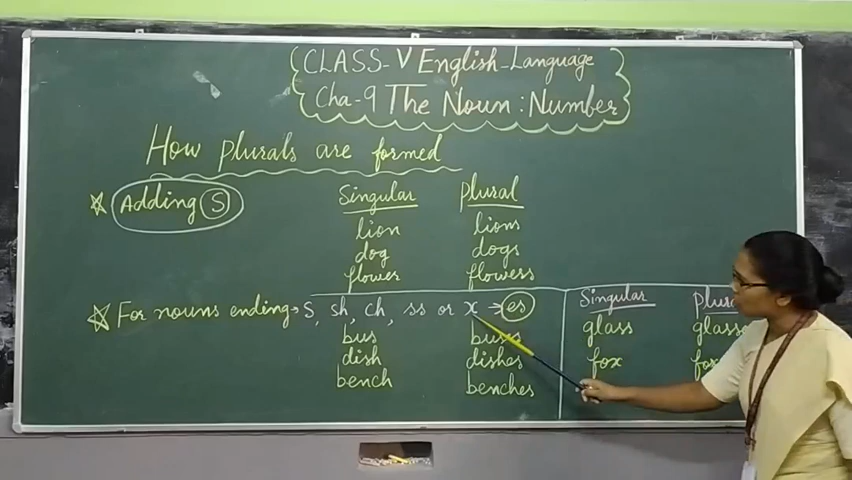 CLASS-V English-Language
Cha-9 The Noun : Number
How plurals are formed
Adding S
Singular Plural
lion lions
dog dogs
flower flowers
For nouns ending → S, sh, ch, ss or x → es
bus buses
dish dishes
bench benches
Singular
glass
fox